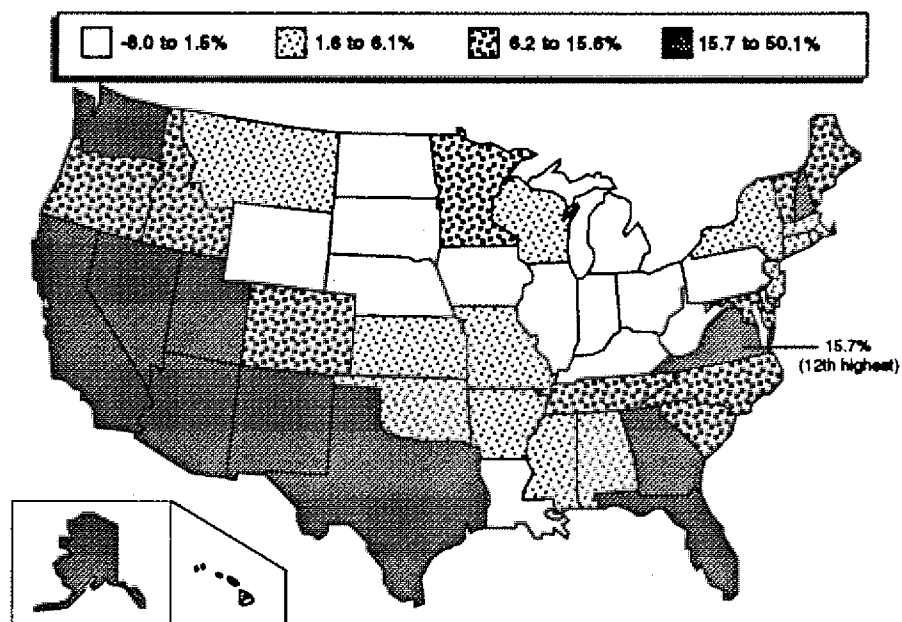 -8.0 to 1.5% 1.6 to 6.1% 6.2 to 15.6% 15.7 to 50.1%
15.7%
(12th highest)